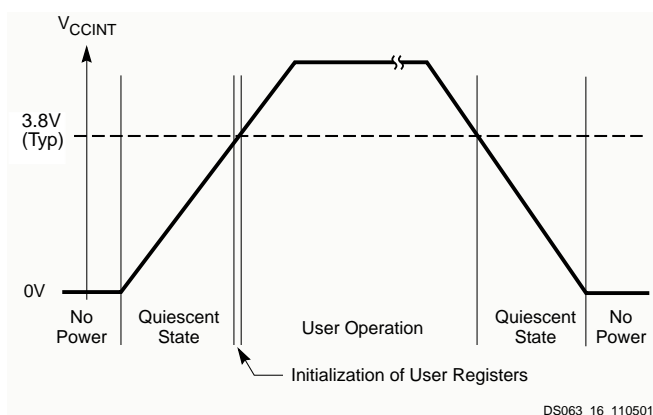 VCCINT
3.8V
(Typ)
0V
No
Power
Quiescent
State
User Operation
Quiescent
State
No
Power
Initialization of User Registers
DS063_16_110501